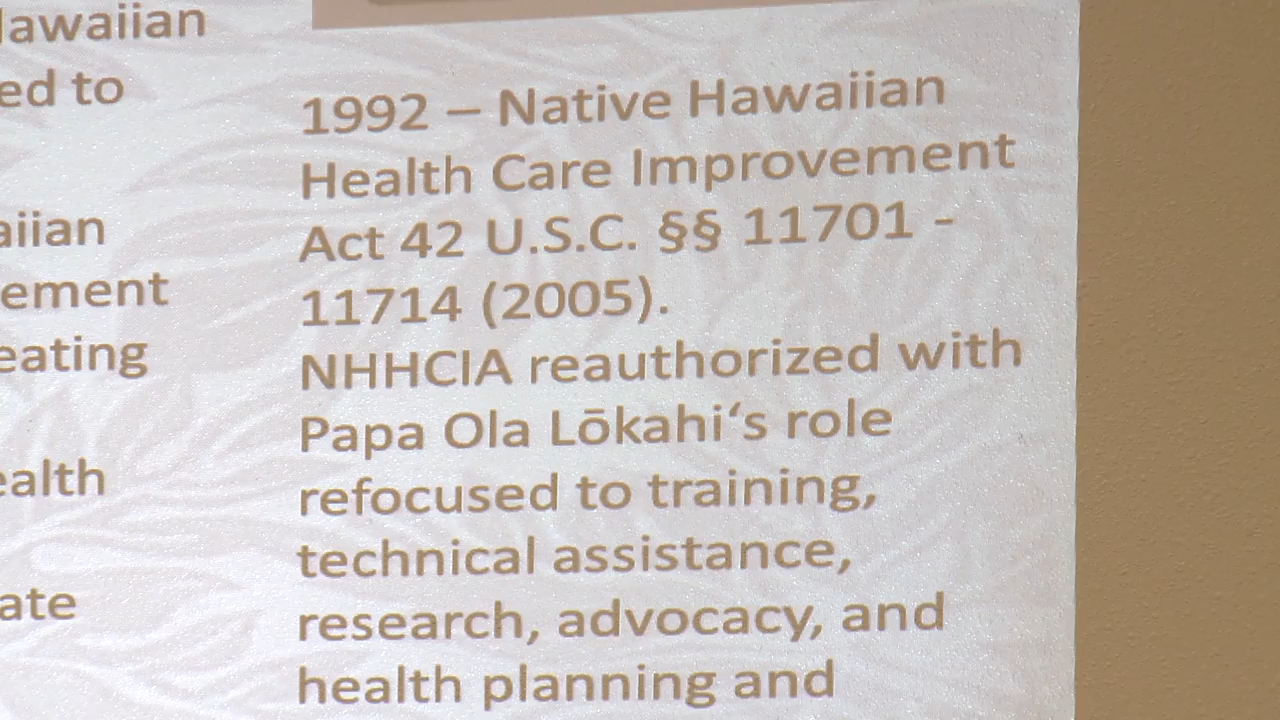 awaiian
ed to
aiian
ement
eating
ealth
ate
1992 – Native Hawaiian
Health Care Improvement
Act 42 U.S.C. §§ 11701 -
11714 (2005).
NHHCIA reauthorized with
Papa Ola Lōkahi‘s role
refocused to training,
technical assistance,
research, advocacy, and
health planning and